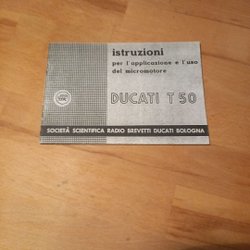 istruzioni
per l'applicazione e l'uso
del micromotore
DUCATI T 50
SOCIETÀ SCIENTIFICA RADIO BREVETTI DUCATI BOLOGNA